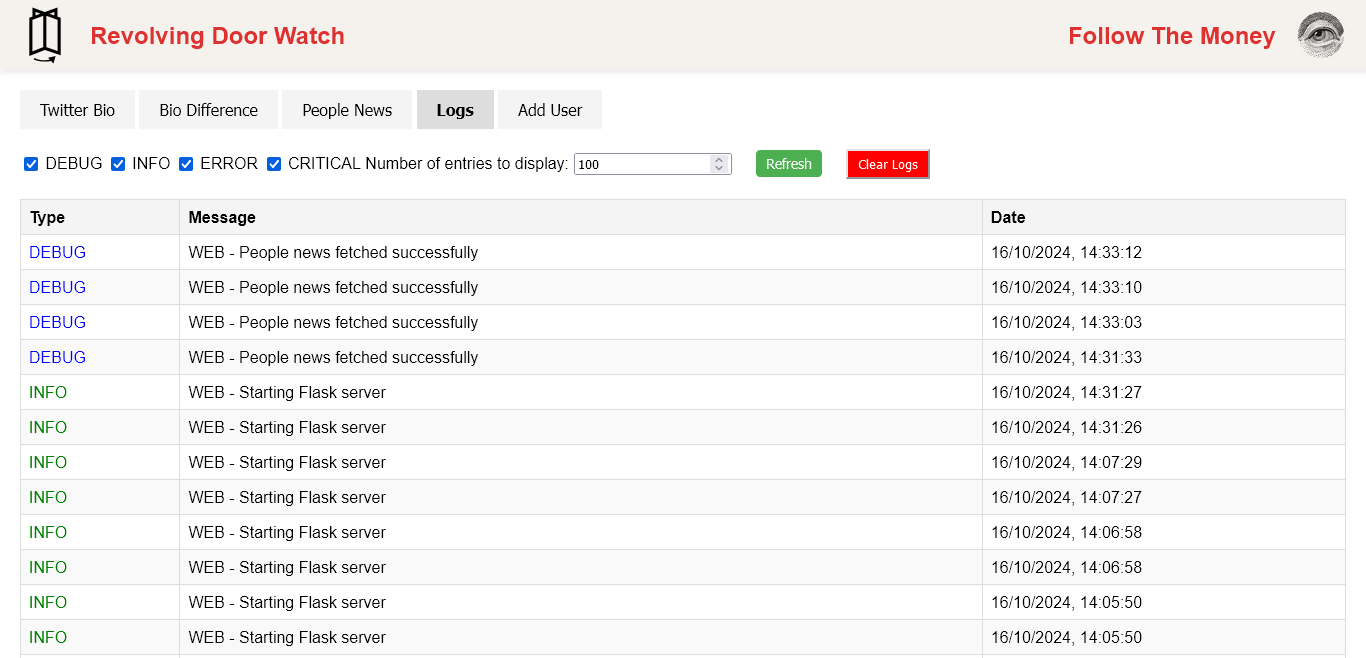 Revolving Door Watch Follow The Money
Twitter Bio Bio Difference People News Logs Add User
DEBUG INFO ERROR CRITICAL Number of entries to display: 100 Refresh Clear Logs
Type Message Date
DEBUG WEB - People news fetched successfully 16/10/2024, 14:33:12
DEBUG WEB - People news fetched successfully 16/10/2024, 14:33:10
DEBUG WEB - People news fetched successfully 16/10/2024, 14:33:03
DEBUG WEB - People news fetched successfully 16/10/2024, 14:31:33
INFO WEB - Starting Flask server 16/10/2024, 14:31:27
INFO WEB - Starting Flask server 16/10/2024, 14:31:26
INFO WEB - Starting Flask server 16/10/2024, 14:07:29
INFO WEB - Starting Flask server 16/10/2024, 14:07:27
INFO WEB - Starting Flask server 16/10/2024, 14:06:58
INFO WEB - Starting Flask server 16/10/2024, 14:06:58
INFO WEB - Starting Flask server 16/10/2024, 14:05:50
INFO WEB - Starting Flask server 16/10/2024, 14:05:50